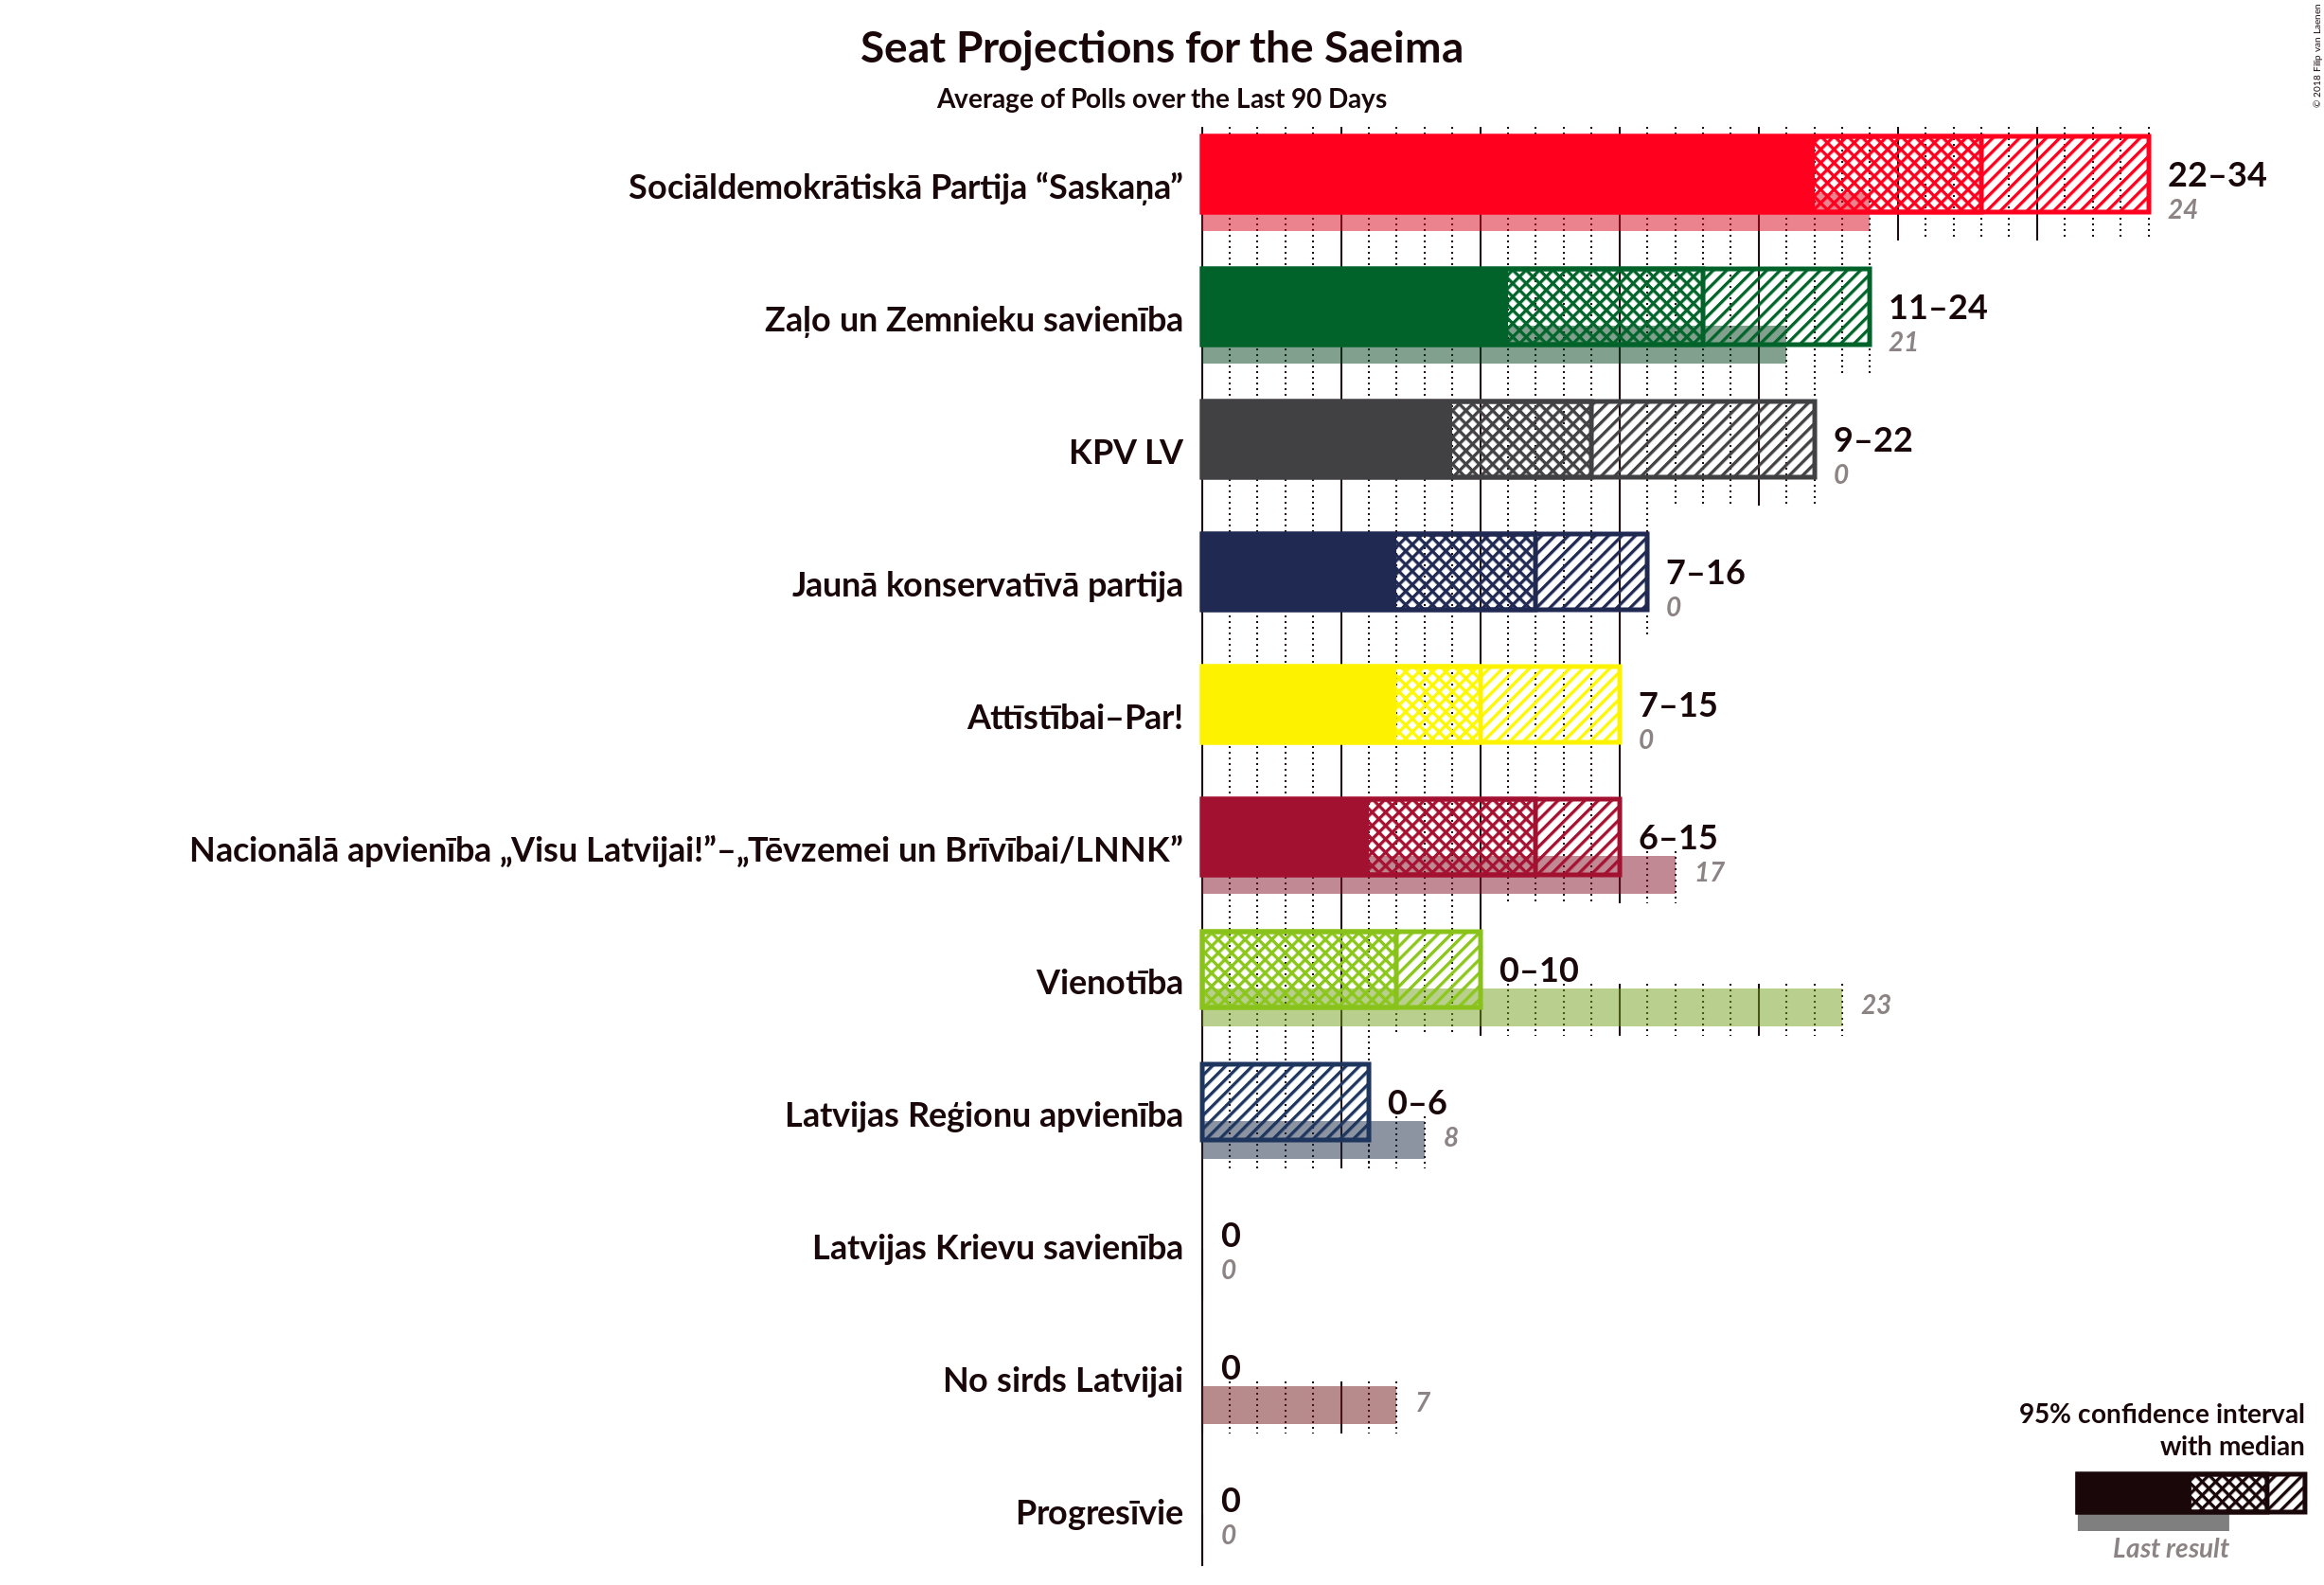 Seat Projections for the Saeima
Average of Polls over the Last 90 Days
© 2018 Filip van Laenen
Sociāldemokrātiskā Partija “Saskaņa”
22–34
24
Zaļo un Zemnieku savienība
11–24
21
KPV LV
9–22
0
Jaunā konservatīvā partija
7–16
0
Attīstībai–Par!
7–15
0
Nacionālā apvienība „Visu Latvijai!”–„Tēvzemei un Brīvībai/LNNK”
6–15
17
Vienotība
0–10
23
Latvijas Reģionu apvienība
0–6
8
Latvijas Krievu savienība
0
0
No sirds Latvijai
0
7
Progresīvie
0
0
95% confidence interval
with median
Last result